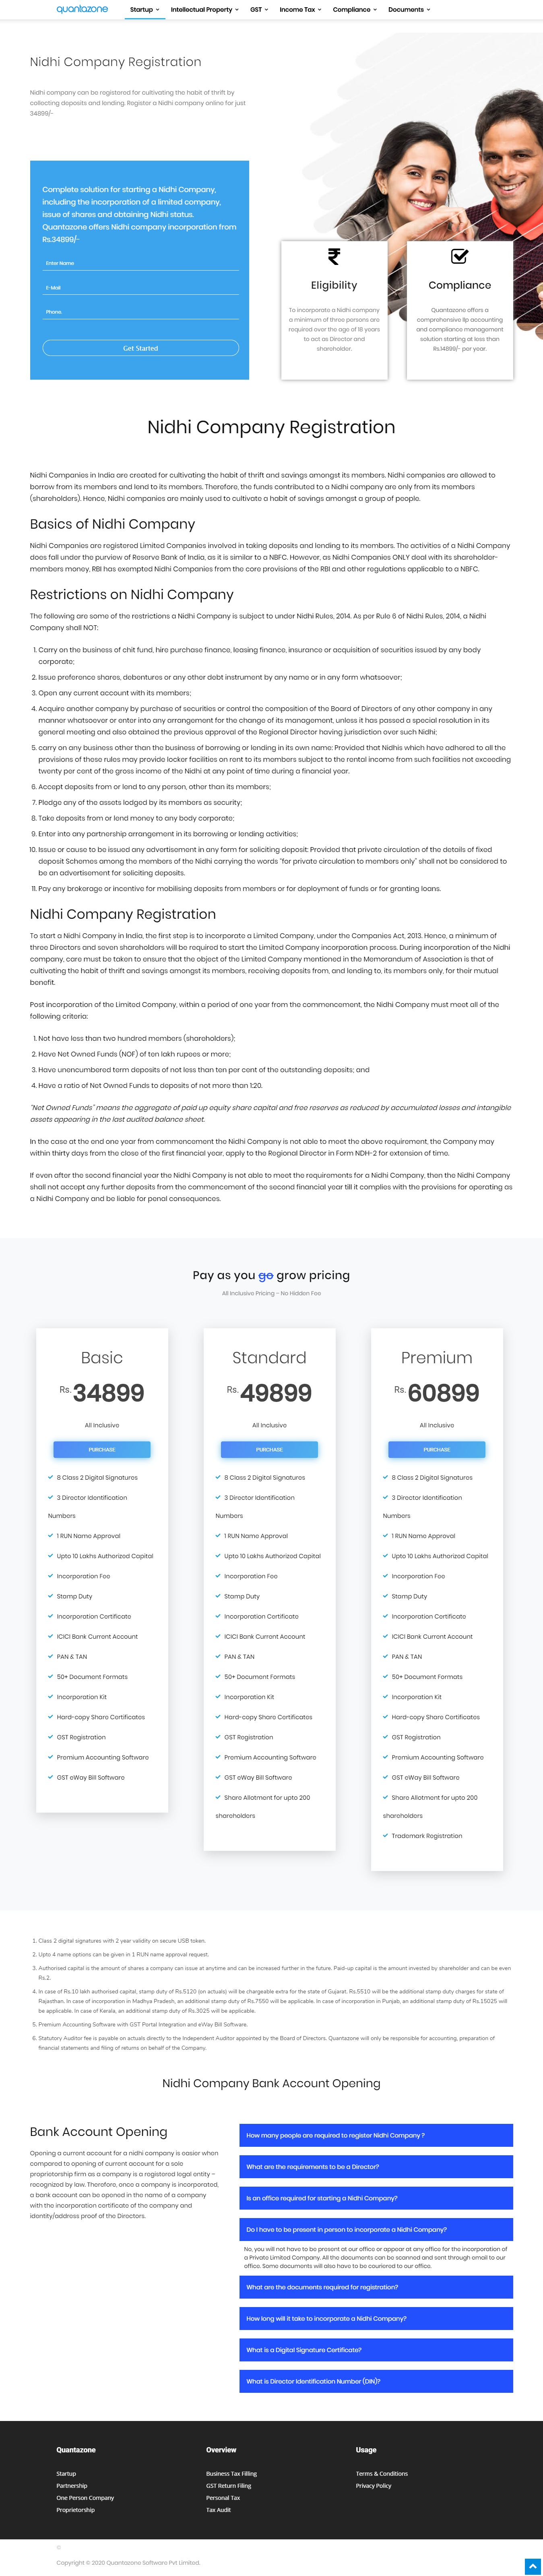 quantazone
Startup
Intellectual Property
GST
Income Tax
Compliance
Documents
Nidhi Company Registration
Nidhi company can be registered for cultivating the habit of thrift by
collecting deposits and lending. Register a Nidhi company online for just
34899/-
Complete solution for starting a Nidhi Company,
including the incorporation of a limited company,
issue of shares and obtaining Nidhi status.
Quantazone offers Nidhi company incorporation from
Rs.34899/-
Enter Name
E-Mail
Phone
Get Started
Eligibility
To incorporate a Nidhi company
a minimum of three persons are
required over the age of 18 years
to act as Director and
shareholder.
Compliance
Quantazone offers a
comprehensive llp accounting
and compliance management
solution starting at less than
Rs.14899/- per year.
Nidhi Company Registration
Nidhi Companies in India are created for cultivating the habit of thrift and savings amongst its members. Nidhi companies are allowed to
borrow from its members and lend to its members. Therefore, the funds contributed to a Nidhi company are only from its members
(shareholders). Hence, Nidhi companies are mainly used to cultivate a habit of savings amongst a group of people.
Basics of Nidhi Company
Nidhi Companies are registered Limited Companies involved in taking deposits and lending to its members. The activities of a Nidhi Company
does fall under the purview of Reserve Bank of India, as it is similar to a NBFC. However, as Nidhi Companies ONLY deal with its shareholder-
members money, RBI has exempted Nidhi Companies from the core provisions of the RBI and other regulations applicable to a NBFC.
Restrictions on Nidhi Company
The following are some of the restrictions a Nidhi Company is subject to under Nidhi Rules, 2014. As per Rule 6 of Nidhi Rules, 2014, a Nidhi
Company shall NOT:
1. Carry on the business of chit fund, hire purchase finance, leasing finance, insurance or acquisition of securities issued by any body
corporate;
2. Issue preference shares, debentures or any other debt instrument by any name or in any form whatsoever;
3. Open any current account with its members;
4. Acquire another company by purchase of securities or control the composition of the Board of Directors of any other company in any
manner whatsoever or enter into any arrangement for the change of its management, unless it has passed a special resolution in its
general meeting and also obtained the previous approval of the Regional Director having jurisdiction over such Nidhi;
5. carry on any business other than the business of borrowing or lending in its own name: Provided that Nidhis which have adhered to all the
provisions of these rules may provide locker facilities on rent to its members subject to the rental income from such facilities not exceeding
twenty per cent of the gross income of the Nidhi at any point of time during a financial year.
6. Accept deposits from or lend to any person, other than its members;
7. Pledge any of the assets lodged by its members as security;
8. Take deposits from or lend money to any body corporate;
9. Enter into any partnership arrangement in its borrowing or lending activities;
10. Issue or cause to be issued any advertisement in any form for soliciting deposit: Provided that private circulation of the details of fixed
deposit Schemes among the members of the Nidhi carrying the words "for private circulation to members only" shall not be considered to
be an advertisement for soliciting deposits.
11. Pay any brokerage or incentive for mobilising deposits from members or for deployment of funds or for granting loans.
Nidhi Company Registration
To start a Nidhi Company in India, the first step is to incorporate a Limited Company, under the Companies Act, 2013. Hence, a minimum of
three Directors and seven shareholders will be required to start the Limited Company incorporation process. During incorporation of the Nidhi
company, care must be taken to ensure that the object of the Limited Company mentioned in the Memorandum of Association is that of
cultivating the habit of thrift and savings amongst its members, receiving deposits from, and lending to, its members only, for their mutual
benefit.
Post incorporation of the Limited Company, within a period of one year from the commencement, the Nidhi Company must meet all of the
following criteria;
1. Not have less than two hundred members (shareholders);
2. Have Net Owned Funds (NOF) of ten lakh rupees or more;
3. Have unencumbered term deposits of not less than ten per cent of the outstanding deposits; and
4. Have a ratio of Net Owned Funds to deposits of not more than 1:20.
"Net Owned Funds" means the aggregate of paid up equity share capital and free reserves as reduced by accumulated losses and intangible
assets appearing in the last audited balance sheet.
In the case at the end one year from commencement the Nidhi Company is not able to meet the above requirement, the Company may
within thirty days from the close of the first financial year, apply to the Regional Director in Form NDH-2 for extension of time.
If even after the second financial year the Nidhi Company is not able to meet the requirements for a Nidhi Company, then the Nidhi Company
shall not accept any further deposits from the commencement of the second financial year till it complies with the provisions for operating as
a Nidhi Company and be liable for penal consequences.
Pay as you go grow pricing
All Inclusive Pricing – No Hidden Fee
Basic
Rs. 34899
All Inclusive
PURCHASE
8 Class 2 Digital Signatures
3 Director Identification
Numbers
1 RUN Name Approval
Upto 10 Lakhs Authorized Capital
Incorporation Fee
Stamp Duty
Incorporation Certificate
ICICI Bank Current Account
PAN & TAN
50+ Document Formats
Incorporation Kit
Hard-copy Share Certificates
GST Registration
Premium Accounting Software
GST eWay Bill Software
Standard
Rs. 49899
All Inclusive
PURCHASE
8 Class 2 Digital Signatures
3 Director Identification
Numbers
1 RUN Name Approval
Upto 10 Lakhs Authorized Capital
Incorporation Fee
Stamp Duty
Incorporation Certificate
ICICI Bank Current Account
PAN & TAN
50+ Document Formats
Incorporation Kit
Hard-copy Share Certificates
GST Registration
Premium Accounting Software
GST eWay Bill Software
Share Allotment for upto 200
shareholders
Premium
Rs. 60899
All Inclusive
PURCHASE
8 Class 2 Digital Signatures
3 Director Identification
Numbers
1 RUN Name Approval
Upto 10 Lakhs Authorized Capital
Incorporation Fee
Stamp Duty
Incorporation Certificate
ICICI Bank Current Account
PAN & TAN
50+ Document Formats
Incorporation Kit
Hard-copy Share Certificates
GST Registration
Premium Accounting Software
GST eWay Bill Software
Share Allotment for upto 200
shareholders
Trademark Registration
1. Class 2 digital signatures with 2 year validity on secure USB token.
2. Upto 4 name options can be given in 1 RUN name approval request.
3. Authorised capital is the amount of shares a company can issue at anytime and can be increased further in the future. Paid-up capital is the amount invested by shareholder and can be even
Rs.2.
4. In case of Rs.10 lakh authorised capital, stamp duty of Rs.5120 (on actuals) will be chargeable extra for the state of Gujarat. Rs.5510 will be the additional stamp duty charges for state of
Rajasthan. In case of incorporation in Madhya Pradesh, an additional stamp duty of Rs.7550 will be applicable. In case of incorporation in Punjab, an additional stamp duty of Rs.15025 will
be applicable. In case of Kerala, an additional stamp duty of Rs.3025 will be applicable.
5. Premium Accounting Software with GST Portal Integration and eWay Bill Software.
6. Statutory Auditor fee is payable on actuals directly to the Independent Auditor appointed by the Board of Directors. Quantazone will only be responsible for accounting, preparation of
financial statements and filing of returns on behalf of the Company.
Nidhi Company Bank Account Opening
Bank Account Opening
Opening a current account for a nidhi company is easier when
compared to opening of current account for a sole
proprietorship firm as a company is a registered legal entity –
recognized by law. Therefore, once a company is incorporated,
a bank account can be opened in the name of a company
with the incorporation certificate of the company and
identity/address proof of the Directors.
How many people are required to register Nidhi Company ?
What are the requirements to be a Director?
Is an office required for starting a Nidhi Company?
Do I have to be present in person to incorporate a Nidhi Company?
No, you will not have to be present at our office or appear at any office for the incorporation of
a Private Limited Company. All the documents can be scanned and sent through email to our
office. Some documents will also have to be couriered to our office.
What are the documents required for registration?
How long will it take to incorporate a Nidhi Company?
What is a Digital Signature Certificate?
What is Director Identification Number (DIN)?
Quantazone
Startup
Partnership
One Person Company
Proprietorship
Overview
Business Tax Filling
GST Return Filing
Personal Tax
Tax Audit
Usage
Terms & Conditions
Privacy Policy
Copyright © 2020 Quantazone Software Pvt Limited.